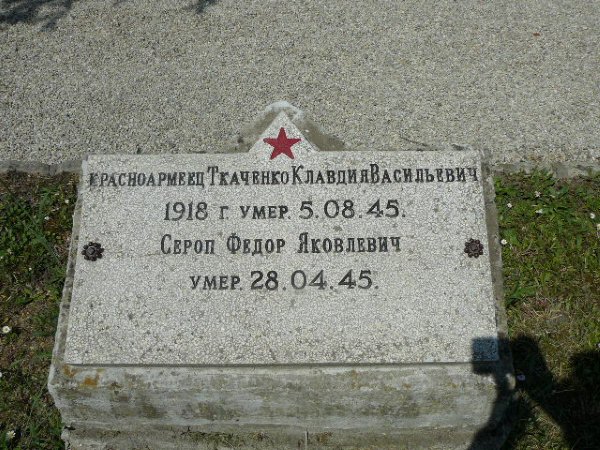 красноармеец Ткаченко Клавдия Васильевич
1918 г. умер. 5.08.45.
Сероп Федор Яковлевич
умер. 28.04.45.